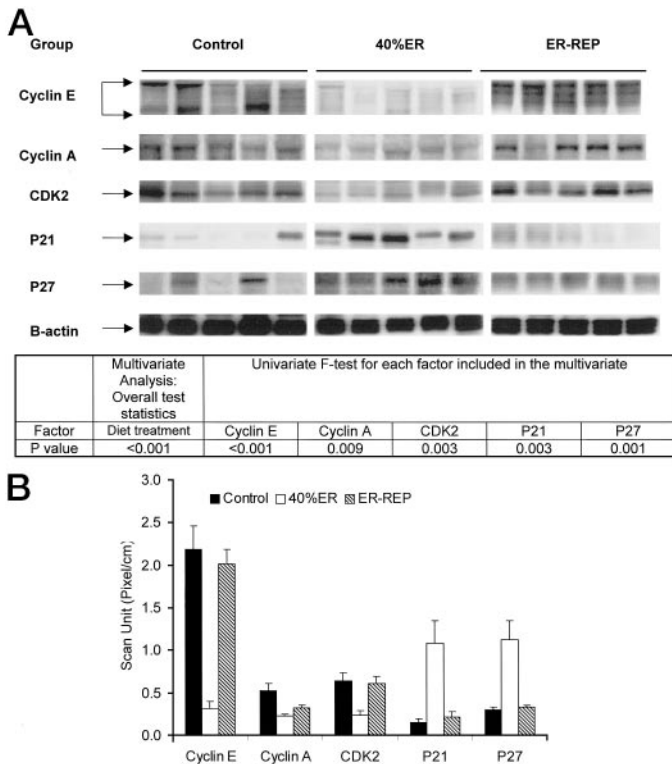 A
Group Control 40%ER ER-REP
Cyclin E
Cyclin A
CDK2
P21
P27
B-actin
Multivariate Analysis: Overall test statistics Univariate F-test for each factor included in the multivariate
Factor Diet treatment Cyclin E Cyclin A CDK2 P21 P27
P value <0.001 <0.001 0.009 0.003 0.003 0.001
B
Control 40%ER ER-REP
Scan Unit (Pixel/cm)
3.0
2.5
2.0
1.5
1.0
0.5
0.0
Cyclin E Cyclin A CDK2 P21 P27